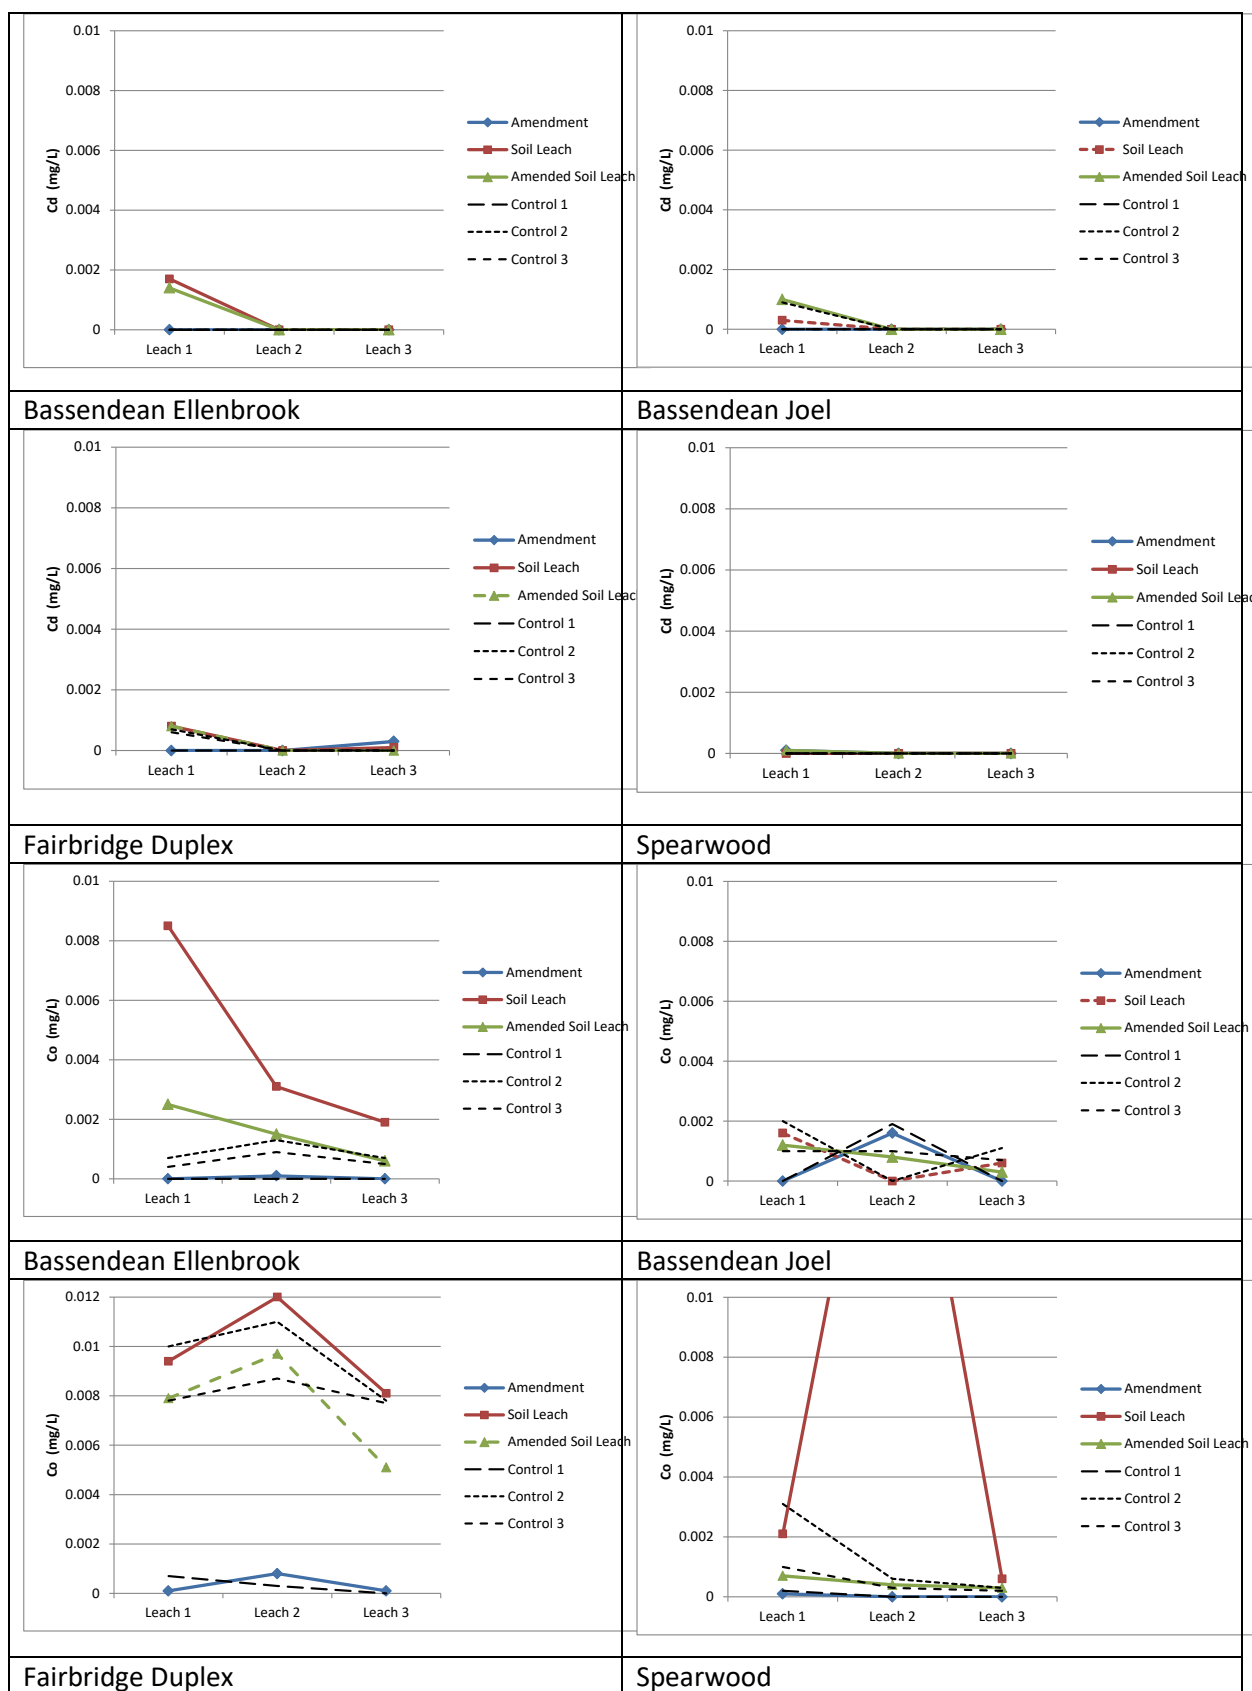 0.01
0.008
0.006
0.004
0.002
0
Cd (mg/L)
Leach 1 Leach 2 Leach 3
Amendment
Soil Leach
Amended Soil Leach
Control 1
Control 2
Control 3
0.01
0.008
0.006
0.004
0.002
0
Cd (mg/L)
Leach 1 Leach 2 Leach 3
Amendment
Soil Leach
Amended Soil Leach
Control 1
Control 2
Control 3
Bassendean Ellenbrook
Bassendean Joel
0.01
0.008
0.006
0.004
0.002
0
Cd (mg/L)
Leach 1 Leach 2 Leach 3
Amendment
Soil Leach
Amended Soil Leac
Control 1
Control 2
Control 3
0.01
0.008
0.006
0.004
0.002
0
Cd (mg/L)
Leach 1 Leach 2 Leach 3
Amendment
Soil Leach
Amended Soil Leac
Control 1
Control 2
Control 3
Fairbridge Duplex
Spearwood
0.01
0.008
0.006
0.004
0.002
0
Co (mg/L)
Leach 1 Leach 2 Leach 3
Amendment
Soil Leach
Amended Soil Leach
Control 1
Control 2
Control 3
0.01
0.008
0.006
0.004
0.002
0
Co (mg/L)
Leach 1 Leach 2 Leach 3
Amendment
Soil Leach
Amended Soil Leach
Control 1
Control 2
Control 3
Bassendean Ellenbrook
Bassendean Joel
0.012
0.01
0.008
0.006
0.004
0.002
0
Co (mg/L)
Leach 1 Leach 2 Leach 3
Amendment
Soil Leach
Amended Soil Leach
Control 1
Control 2
Control 3
0.01
0.008
0.006
0.004
0.002
0
Co (mg/L)
Leach 1 Leach 2 Leach 3
Amendment
Soil Leach
Amended Soil Leach
Control 1
Control 2
Control 3
Fairbridge Duplex
Spearwood